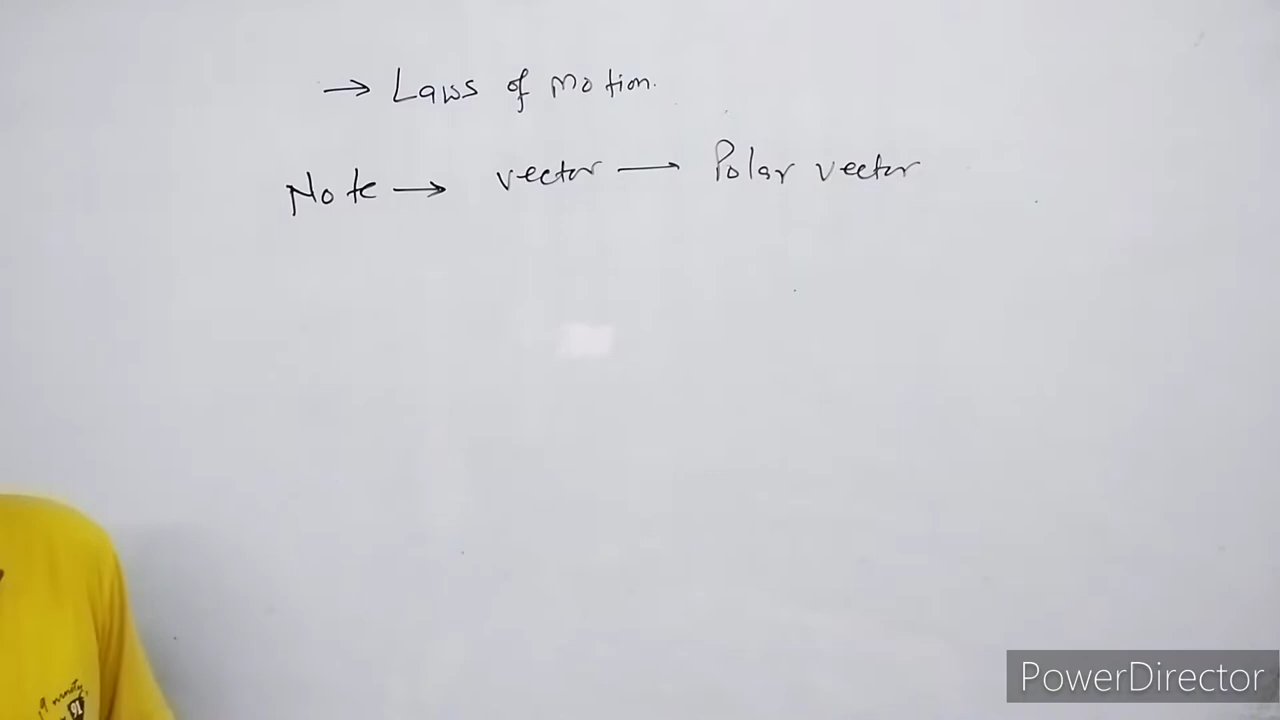 → Laws of motion.
Note → vector — Polar vector
PowerDirector